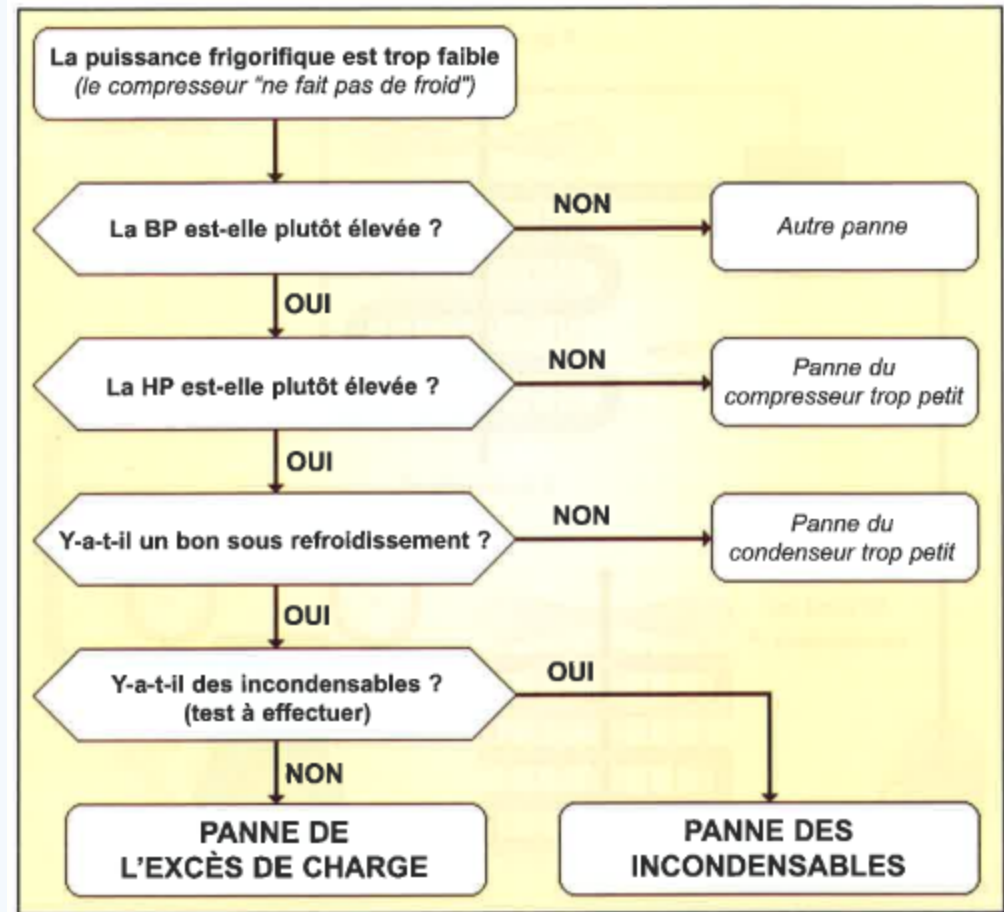 La puissance frigorifique est trop faible
(le compresseur "ne fait pas de froid")
La BP est-elle plutôt élevée ?
NON
Autre panne
OUI
La HP est-elle plutôt élevée ?
NON
Panne du
compresseur trop petit
OUI
Y-a-t-il un bon sous refroidissement ?
NON
Panne du
condenseur trop petit
OUI
Y-a-t-il des incondensables ?
(test à effectuer)
OUI
NON
PANNE DE
L'EXCÈS DE CHARGE
PANNE DES
INCONDENSABLES